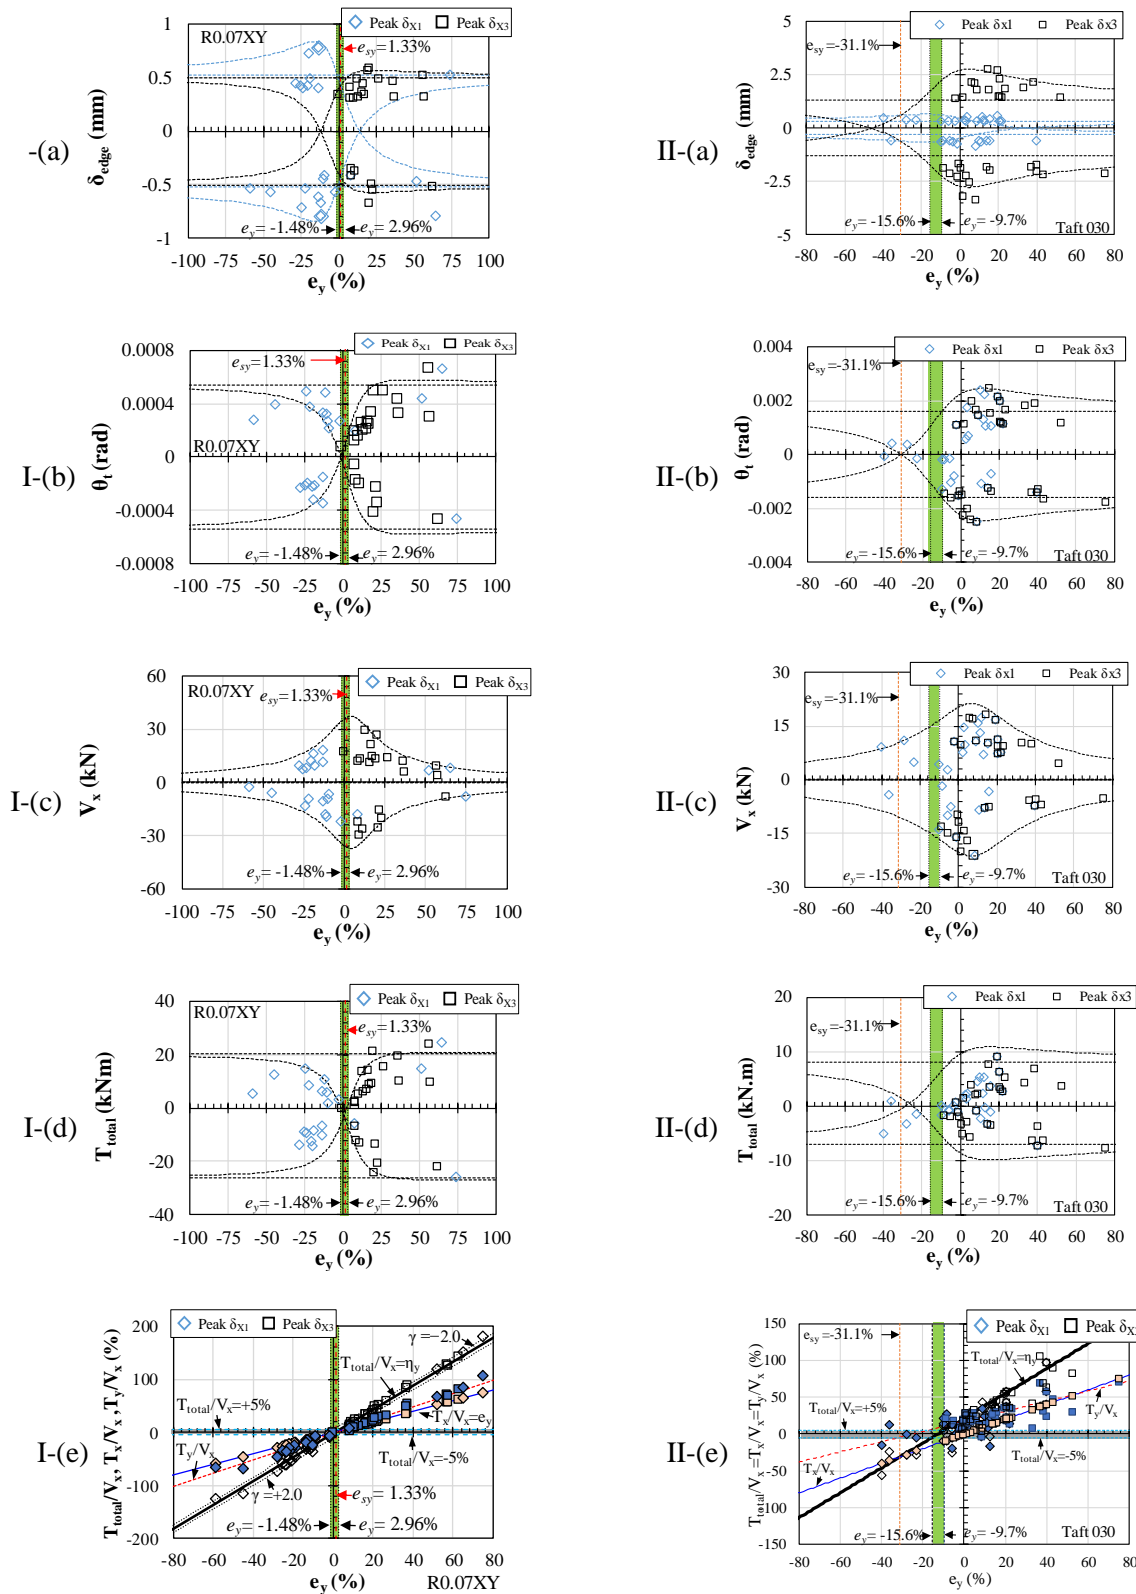 Peak δX1 Peak δX3
R0.07XY
esy=1.33%
1
0.5
0
-0.5
-1
δedge (mm)
-(a)
ey= -1.48%
ey= 2.96%
-100 -75 -50 -25 0 25 50 75 100
ey (%)
Peak δx1 Peak δx3
esy=-31.1%
5
2.5
0
-2.5
-5
δedge (mm)
II-(a)
ey= -15.6%
ey= -9.7%
Taft 030
-80 -60 -40 -20 0 20 40 60 80
ey (%)
Peak δX1 Peak δX3
esy=1.33%
0.0008
0.0004
0
-0.0004
-0.0008
R0.07XY
θt (rad)
I-(b)
ey= -1.48%
ey= 2.96%
-100 -75 -50 -25 0 25 50 75 100
ey (%)
Peak δx1 Peak δx3
esy=-31.1%
0.004
0.002
0
-0.002
-0.004
θt (rad)
II-(b)
ey= -15.6%
ey= -9.7%
Taft 030
-80 -60 -40 -20 0 20 40 60 80
ey (%)
R0.07XY
Peak δX1 Peak δX3
esy=1.33%
60
30
0
-30
-60
Vx (kN)
I-(c)
ey= -1.48%
ey= 2.96%
-100 -75 -50 -25 0 25 50 75 100
ey (%)
Peak δx1 Peak δx3
esy=-31.1%
30
15
0
-15
-30
Vx (kN)
II-(c)
ey= -15.6%
ey= -9.7%
Taft 030
-80 -60 -40 -20 0 20 40 60 80
ey (%)
R0.07XY
Peak δX1 Peak δX3
esy=1.33%
40
20
0
-20
-40
Ttotal (kNm)
I-(d)
ey= -1.48%
ey= 2.96%
-100 -75 -50 -25 0 25 50 75 100
ey (%)
Peak δx1 Peak δx3
esy=-31.1%
20
10
0
-10
-20
Ttotal (kN.m)
II-(d)
ey= -15.6%
ey= -9.7%
Taft 030
-80 -60 -40 -20 0 20 40 60 80
ey (%)
Peak δX1 Peak δX3
γ=−2.0
Ttotal/Vx=ηy
Ttotal/Vx=+5%
Tx/Vx=ey
Ty/Vx
Ttotal/Vx=-5%
γ=+2.0
esy=1.33%
200
100
0
-100
-200
Ttotal/Vx, Tx/Vx ,Ty/Vx (%)
I-(e)
ey= -1.48%
ey= 2.96%
-80 -60 -40 -20 0 20 40 60 80
ey (%)
R0.07XY
Peak δX1 Peak δX
esy=-31.1%
Ttotal/Vx=ηy
Ttotal/Vx=+5%
Ty/Vx
Tx/Vx
Ttotal/Vx=-5%
150
100
50
0
-50
-100
-150
Ttotal/Vx=Tx/Vx=Ty/Vx (%)
II-(e)
ey= -15.6%
ey= -9.7%
Taft 030
-80 -60 -40 -20 0 20 40 60 80
ey (%)